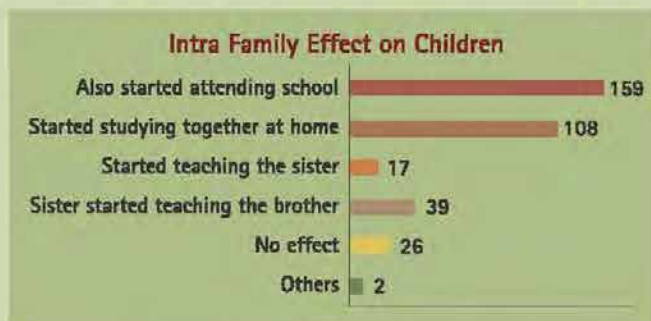 Intra Family Effect on Children
Also started attending school 159
Started studying together at home 108
Started teaching the sister 17
Sister started teaching the brother 39
No effect 26
Others 2